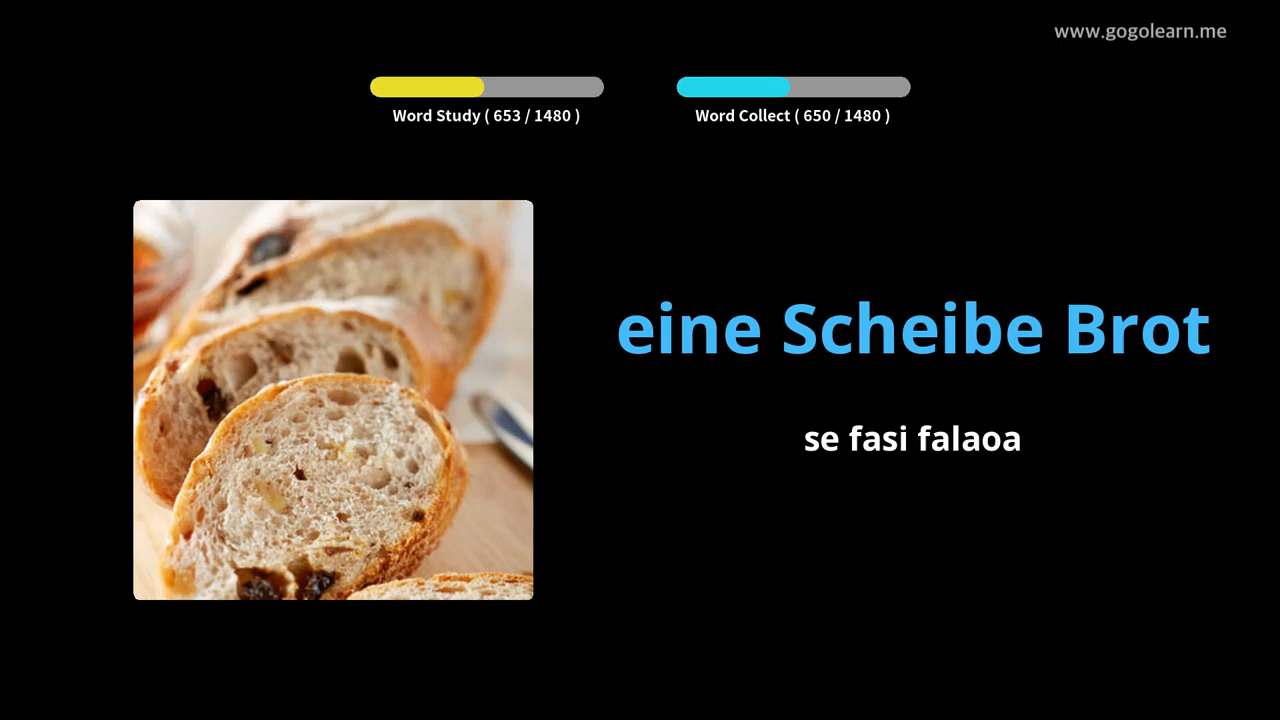 www.gogolearn.me
Word Study ( 653 / 1480 )
Word Collect ( 650 / 1480 )
eine Scheibe Brot
se fasi falaoa